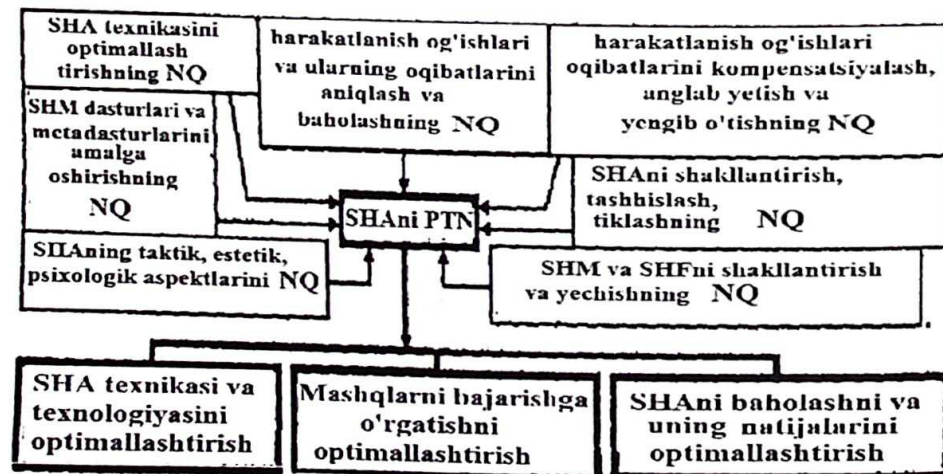 SHA texnikasini
optimallash
tirishning NQ
harakatlanish og'ishlari
va ularning oqibatlarini
aniqlash va
baholashning NQ
harakatlanish og'ishlari
oqibatlarini kompensatsiyalash,
anglab yetish va
yengib o'tishning NQ
SHM dasturlari va
metadasturlarini
amalga
oshirishning
NQ
SHAni PTN
SHAni shakllantirish,
tashhislash,
tiklashning NQ
SHAning taktik, estetik,
psixologik aspektlarini NQ
SHM va SHFni shakllantirish
va yechishning NQ
SHA texnikasi va
texnologiyasini
optimallashtirish
Mashqlarni bajarishga
o'rgatishni
optimallashtirish
SHAni baholashni va
uning natijalarini
optimallashtirish